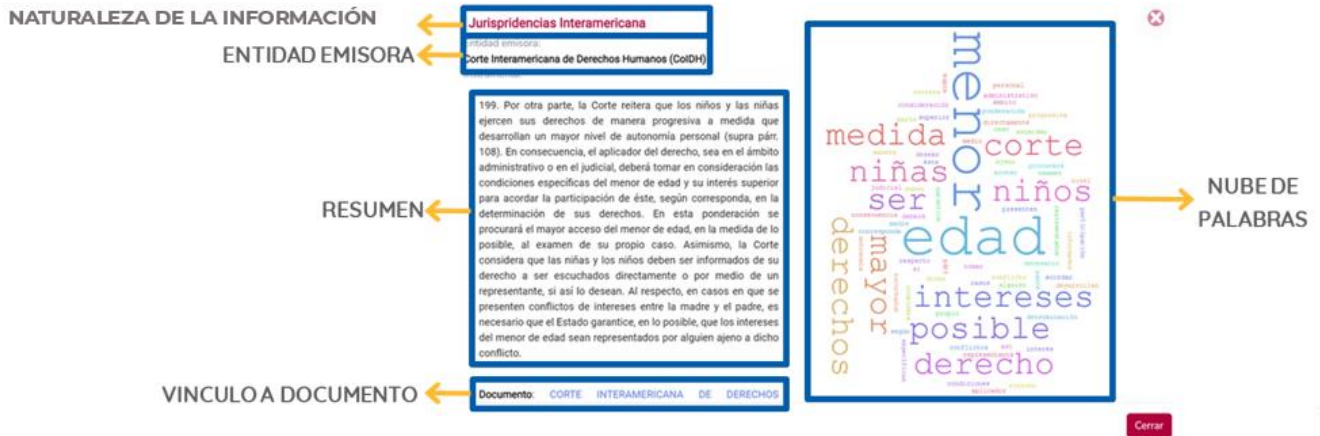 NATURALEZA DE LA INFORMACIÓN
Jurispridencias Interamericana
ENTIDAD EMISORA
Entidad emisora:
Corte Interamericana de Derechos Humanos (CoIDH)
RESUMEN
199. Por otra parte, la Corte reitera que los niños y las niñas
ejercen sus derechos de manera progresiva a medida que
desarrollan un mayor nivel de autonomía personal (supra párr.
108). En consecuencia, el aplicador del derecho, sea en el ámbito
administrativo o en el judicial, deberá tomar en consideración las
condiciones específicas del menor de edad y su interés superior
para acordar la participación de éste, según corresponda, en la
determinación de sus derechos. En esta ponderación se
procurará el mayor acceso del menor de edad, en la medida de lo
posible, al examen de su propio caso. Asimismo, la Corte
considera que las niñas y los niños deben ser informados de su
derecho a ser escuchados directamente o por medio de un
representante, si así lo desean. Al respecto, en casos en que se
presenten conflictos de intereses entre la madre y el padre, es
necesario que el Estado garantice, en lo posible, que los intereses
del menor de edad sean representados por alguien ajeno a dicho
conflicto.
VINCULO A DOCUMENTO
Documento: CORTE INTERAMERICANA DE DERECHOS
menor
medida
corte
niñas
niños
ser
edad
derechos
mayor
intereses
posible
derecho
NUBE DE
PALABRAS
Cerrar